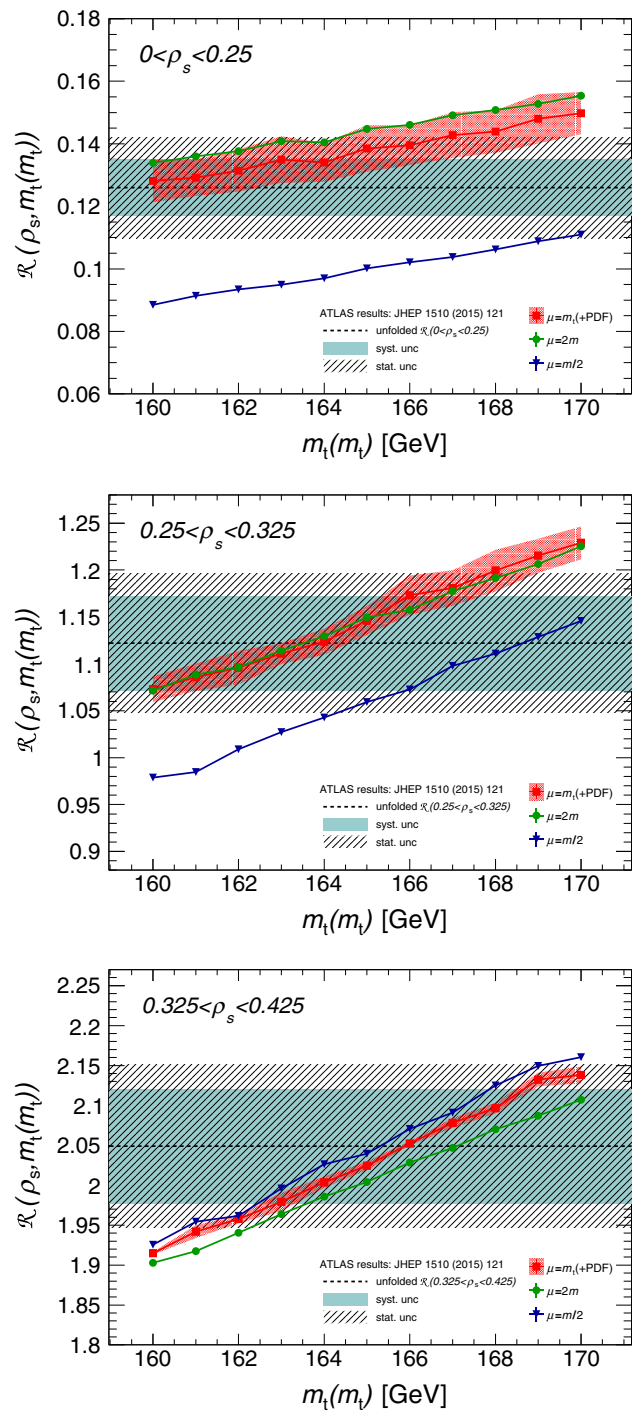 0.18
0<ρs<0.25
0.16
0.14
0.12
0.1
0.08
0.06
ℛ (ρs,mt(mt))
ATLAS results: JHEP 1510 (2015) 121
unfolded ℛ(0<ρs<0.25)
syst. unc
stat. unc
μ=mt(+PDF)
μ=2m
μ=m/2
160 162 164 166 168 170
mt(mt) [GeV]
0.25<ρs<0.325
1.25
1.2
1.15
1.1
1.05
1
0.95
0.9
ℛ (ρs,mt(mt))
ATLAS results: JHEP 1510 (2015) 121
unfolded ℛ(0.25<ρs<0.325)
syst. unc
stat. unc
μ=mt(+PDF)
μ=2m
μ=m/2
160 162 164 166 168 170
mt(mt) [GeV]
2.25
0.325<ρs<0.425
2.2
2.15
2.1
2.05
2
1.95
1.9
1.85
1.8
ℛ (ρs,mt(mt))
ATLAS results: JHEP 1510 (2015) 121
unfolded ℛ(0.325<ρs<0.425)
syst. unc
stat. unc
μ=mt(+PDF)
μ=2m
μ=m/2
160 162 164 166 168 170
mt(mt) [GeV]